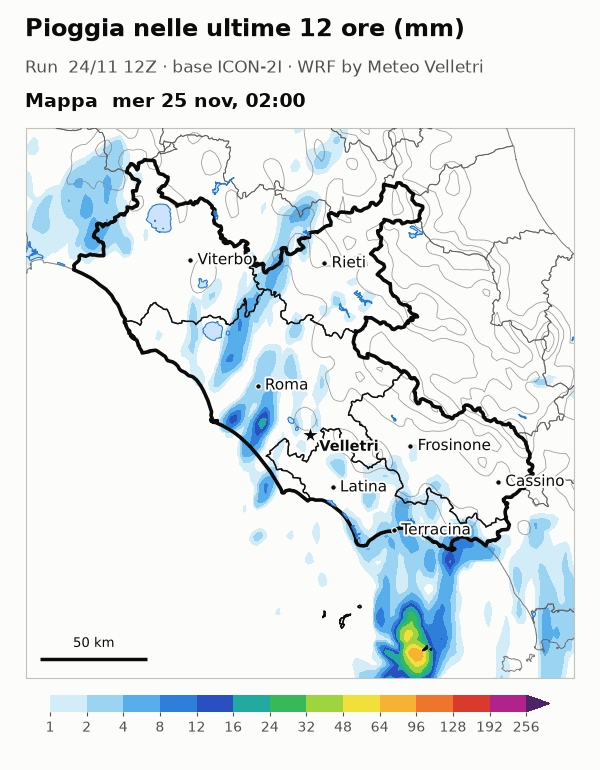 Pioggia nelle ultime 12 ore (mm)
Run  24/11 12Z · base ICON-2I · WRF by Meteo Velletri
Mappa  mer 25 nov, 02:00
Viterbo
Rieti
Roma
Velletri
Frosinone
Cassino
Latina
Terracina
50 km
1 2 4 8 12 16 24 32 48 64 96 128 192 256